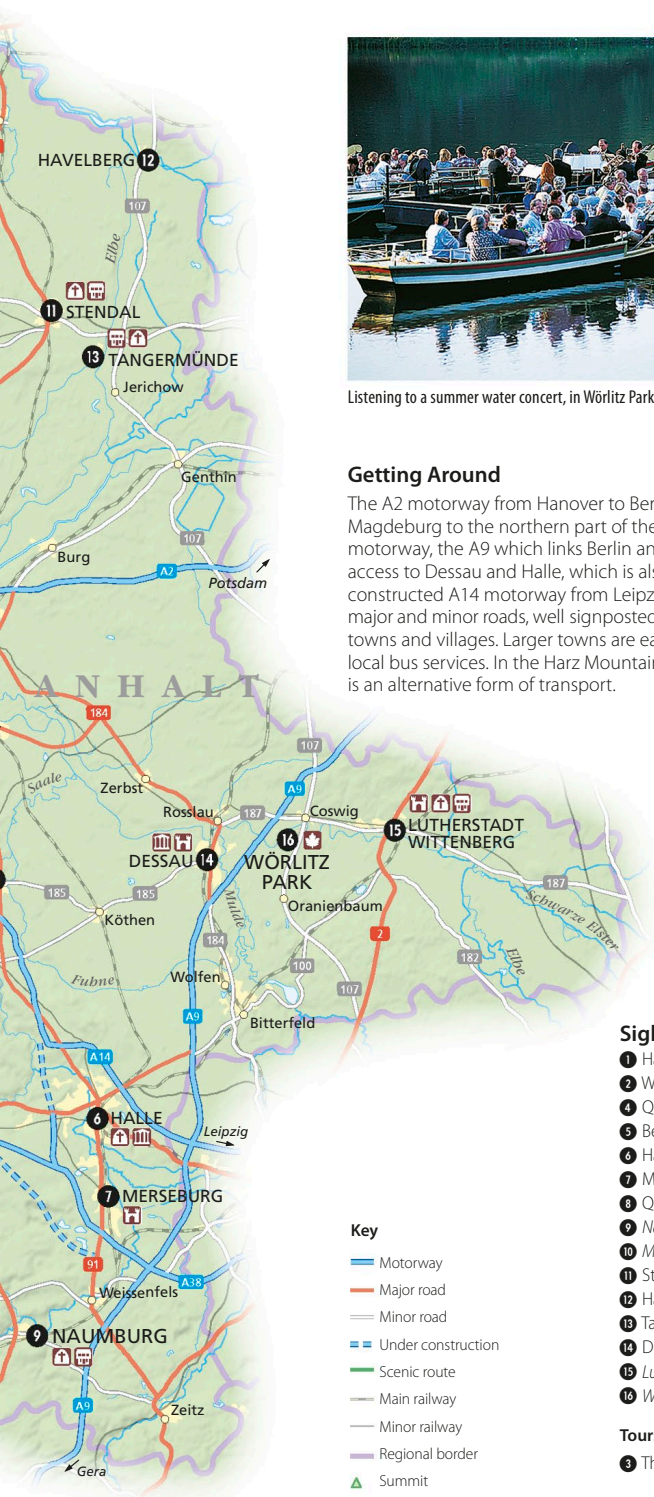 HAVELBERG 12
107
Elbe
11 STENDAL
13 TANGERMÜNDE
Jerichow
Genthin
107
Burg
A2
Potsdam
ANHALT
184
107
Saale
Zerbst
A9
Rosslau
187
Coswig
16
WÖRLITZ
PARK
15 LUTHERSTADT
WITTENBERG
DESSAU 14
187
Schwarze Elster
185
185
Köthen
Mulde
Oranienbaum
184
2
Elbe
182
100
107
Fuhne
Wolfen
A9
Bitterfeld
A14
6 HALLE
Leipzig
7 MERSEBURG
91
A38
Weissenfels
9 NAUMBURG
A9
Zeitz
Gera
Listening to a summer water concert, in Wörlitz Park
Getting Around
The A2 motorway from Hanover to Ber
Magdeburg to the northern part of the
motorway, the A9 which links Berlin an
access to Dessau and Halle, which is als
constructed A14 motorway from Leipz
major and minor roads, well signposted
towns and villages. Larger towns are ea
local bus services. In the Harz Mountain
is an alternative form of transport.
Key
Motorway
Major road
Minor road
Under construction
Scenic route
Main railway
Minor railway
Regional border
Summit
Sigh
1 Ha
2 W
4 Q
5 Be
6 Ha
7 M
8 Q
9 Na
10 M
11 St
12 Ha
13 Ta
14 D
15 Lu
16 W
Tour
3 Th